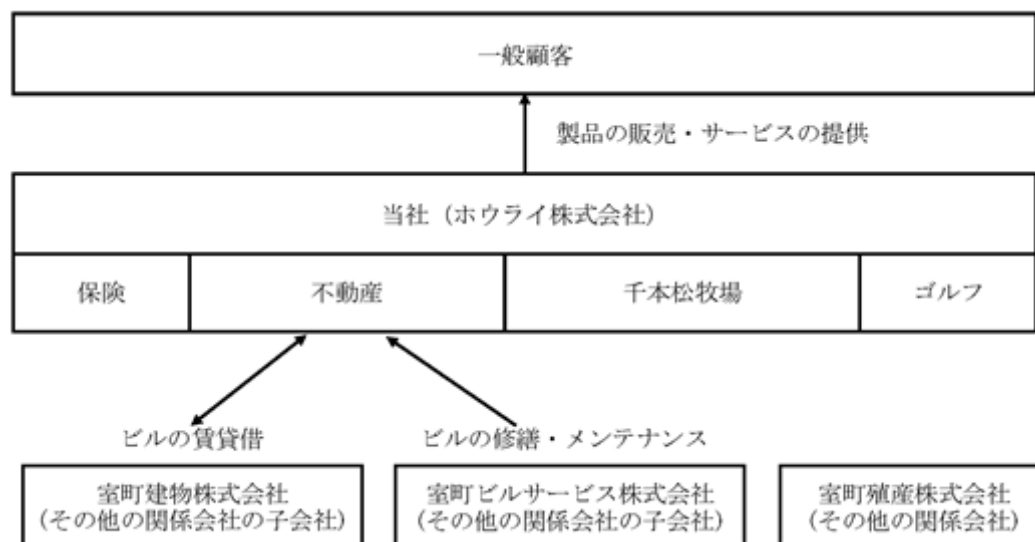 一般顧客
製品の販売・サービスの提供
当社（ホウライ株式会社）
保険
不動産
千本松牧場
ゴルフ
ビルの賃貸借
ビルの修繕・メンテナンス
室町建物株式会社
(その他の関係会社の子会社)
室町ビルサービス株式会社
(その他の関係会社の子会社)
室町殖産株式会社
(その他の関係会社)